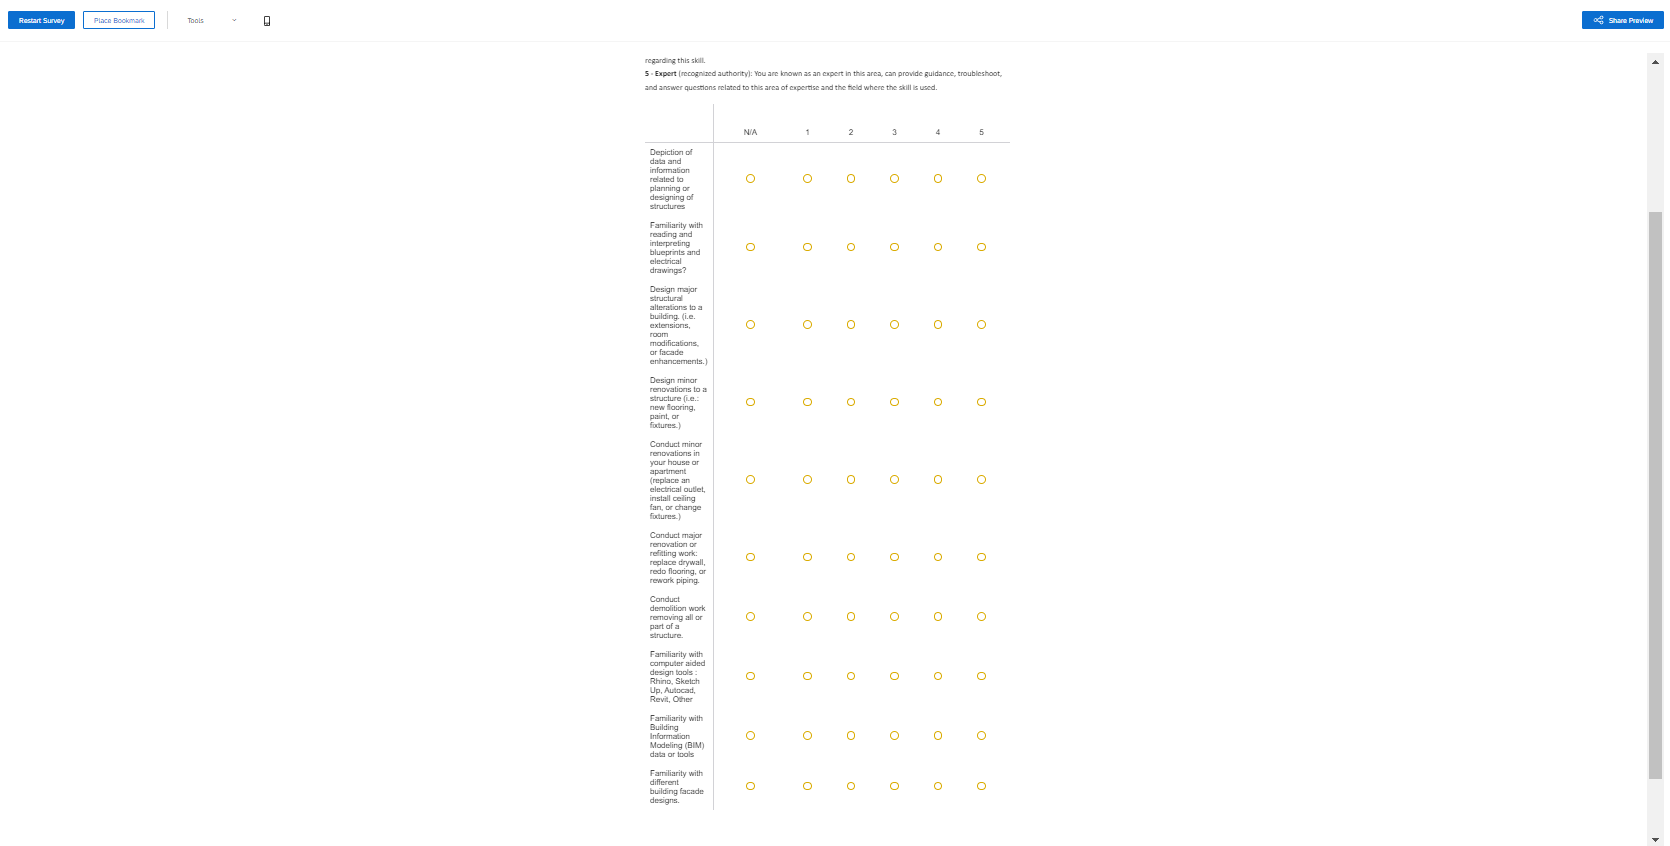 Restart Survey
Place Bookmark
Tools
Share Preview
regarding this skill.
5 - Expert (recognized authority): You are known as an expert in this area, can provide guidance, troubleshoot,
and answer questions related to this area of expertise and the field where the skill is used.
N/A 1 2 3 4 5
Depiction of
data and
information
related to
planning or
designing of
structures
Familiarity with
reading and
interpreting
blueprints and
electrical
drawings?
Design major
structural
alterations to a
building. (i.e.
extensions,
room
modifications,
or facade
enhancements.)
Design minor
renovations to a
structure (i.e.:
new flooring,
paint, or
fixtures.)
Conduct minor
renovations in
your house or
apartment
(replace an
electrical outlet,
install ceiling
fan, or change
fixtures.)
Conduct major
renovation or
refitting work:
replace drywall,
redo flooring, or
rework piping.
Conduct
demolition work
removing all or
part of a
structure.
Familiarity with
computer aided
design tools :
Rhino, Sketch
Up, Autocad,
Revit, Other
Familiarity with
Building
Information
Modeling (BIM)
data or tools
Familiarity with
different
building facade
designs.